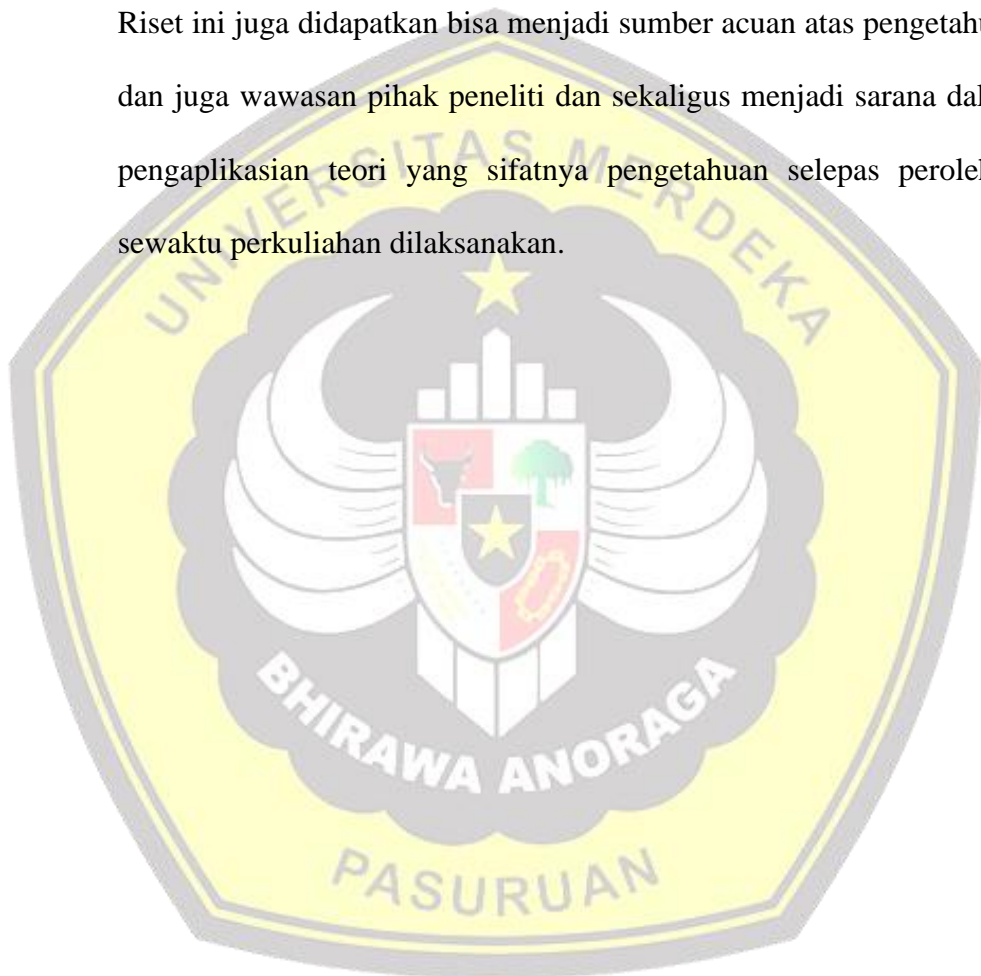 Riset ini juga didapatkan bisa menjadi sumber acuan atas pengetahu
dan juga wawasan pihak peneliti dan sekaligus menjadi sarana dal
pengaplikasian teori yang sifatnya pengetahuan selepas perole
sewaktu perkuliahan dilaksanakan.
UNIVERSITAS MERDEKA
BHIRAWA ANORAGA
PASURUAN